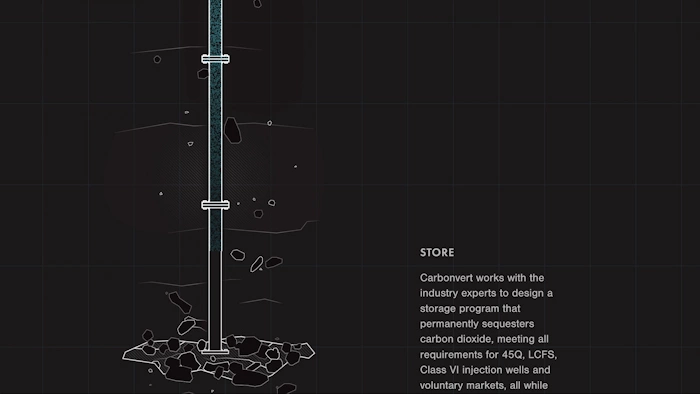 STORE
Carbonvert works with the
industry experts to design a
storage program that
permanently sequesters
carbon dioxide, meeting all
requirements for 45Q, LCFS,
Class VI injection wells and
voluntary markets, all while